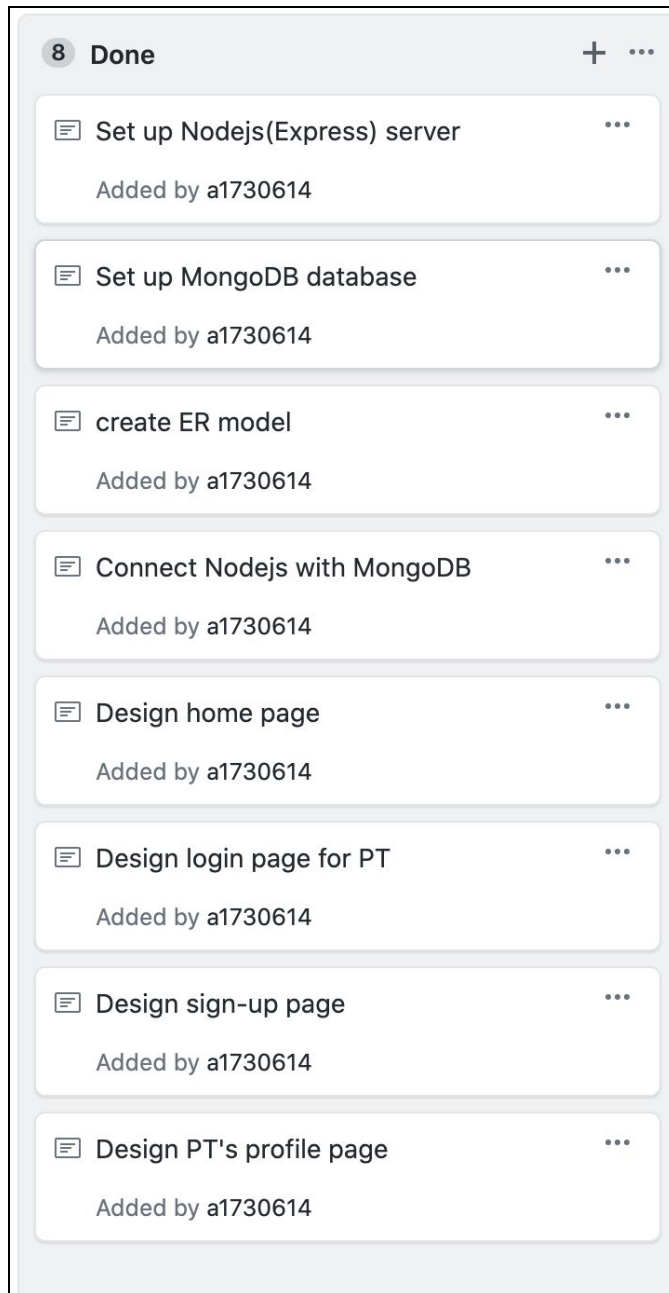 8 Done
Set up Nodejs(Express) server
Added by a1730614
Set up MongoDB database
Added by a1730614
create ER model
Added by a1730614
Connect Nodejs with MongoDB
Added by a1730614
Design home page
Added by a1730614
Design login page for PT
Added by a1730614
Design sign-up page
Added by a1730614
Design PT's profile page
Added by a1730614